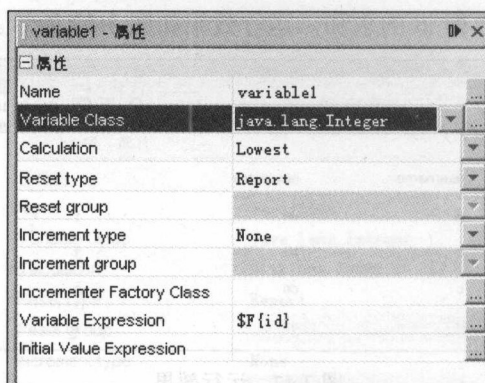 variable1 - 属性
属性
Name variable1
Variable Class java.lang.Integer
Calculation Lowest
Reset type Report
Reset group
Increment type None
Increment group
Incrementer Factory Class
Variable Expression $F{id}
Initial Value Expression